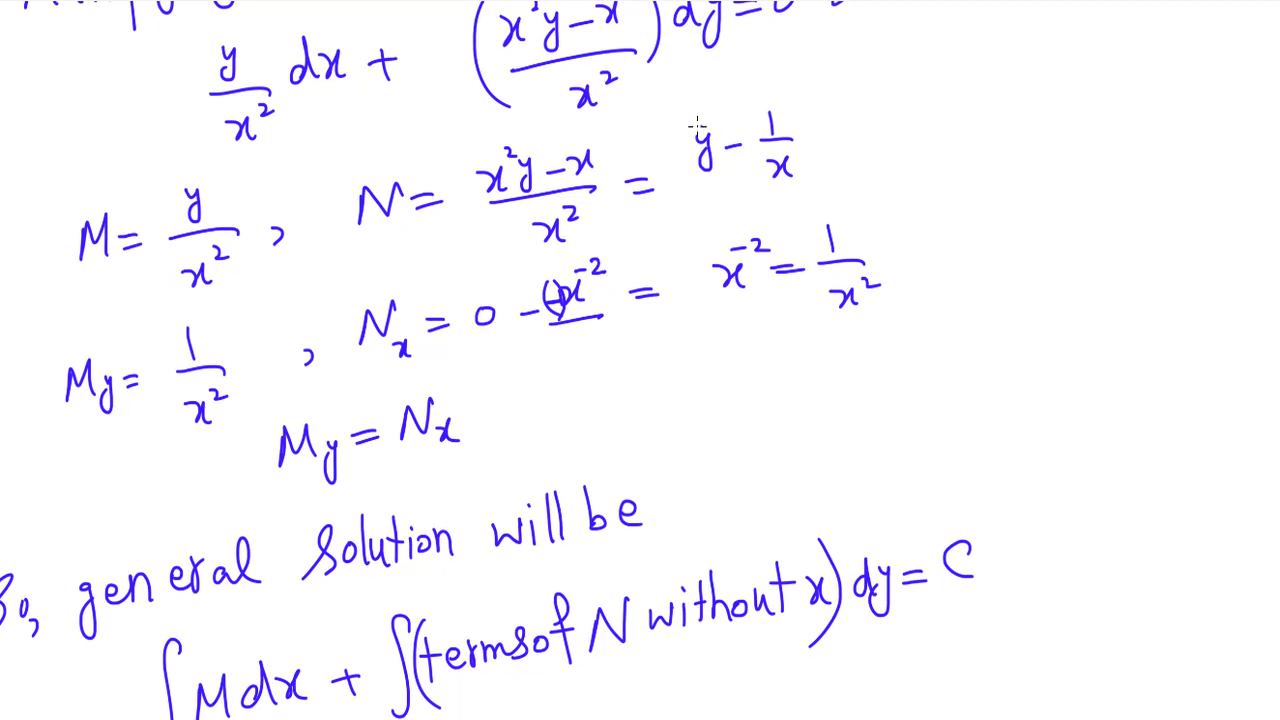 y/x² dx + (x²y-x/x²) dy=0
M= y/x² , N= x²y-x/x² = y - 1/x
My= 1/x² , Nx = 0 -(-)x⁻² = x⁻² = 1/x²
My = Nx
So, general solution will be
∫Mdx + ∫(terms of N without x) dy = C